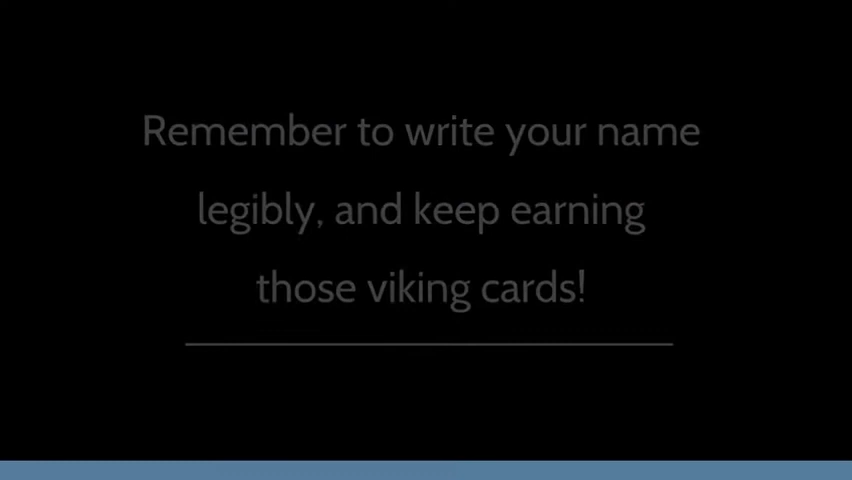 Remember to write your name
legibly, and keep earning
those viking cards!